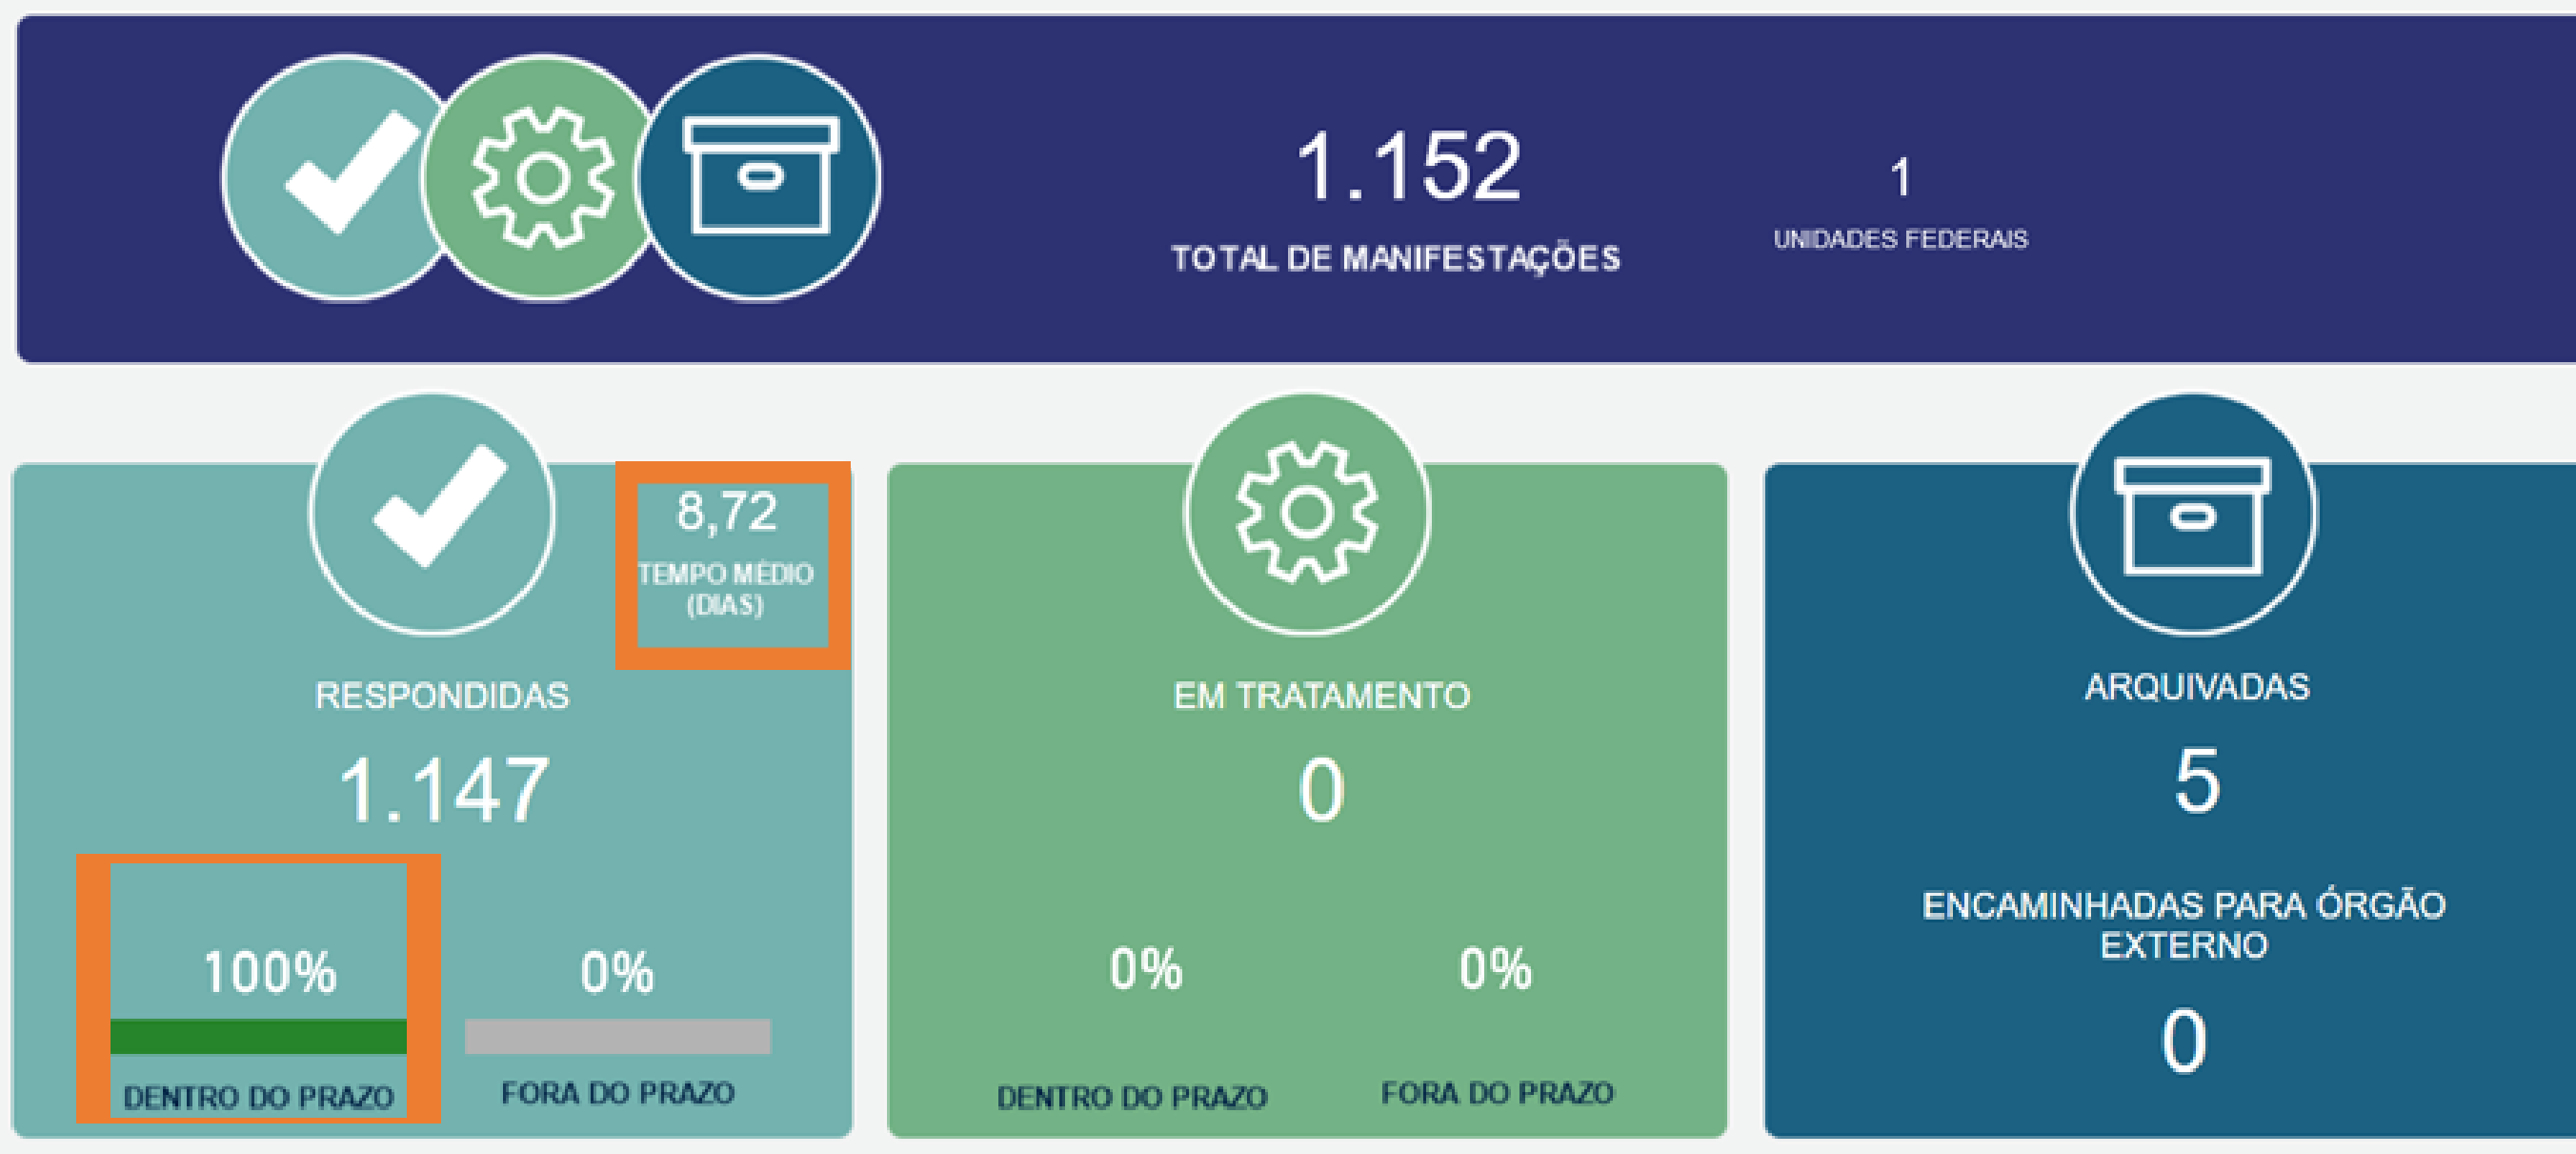 1.152
TOTAL DE MANIFESTAÇÕES
1
UNIDADES FEDERAIS
8,72
TEMPO MÉDIO
(DIAS)
RESPONDIDAS
1.147
100%
DENTRO DO PRAZO
0%
FORA DO PRAZO
EM TRATAMENTO
0
0%
DENTRO DO PRAZO
0%
FORA DO PRAZO
ARQUIVADAS
5
ENCAMINHADAS PARA ÓRGÃO
EXTERNO
0